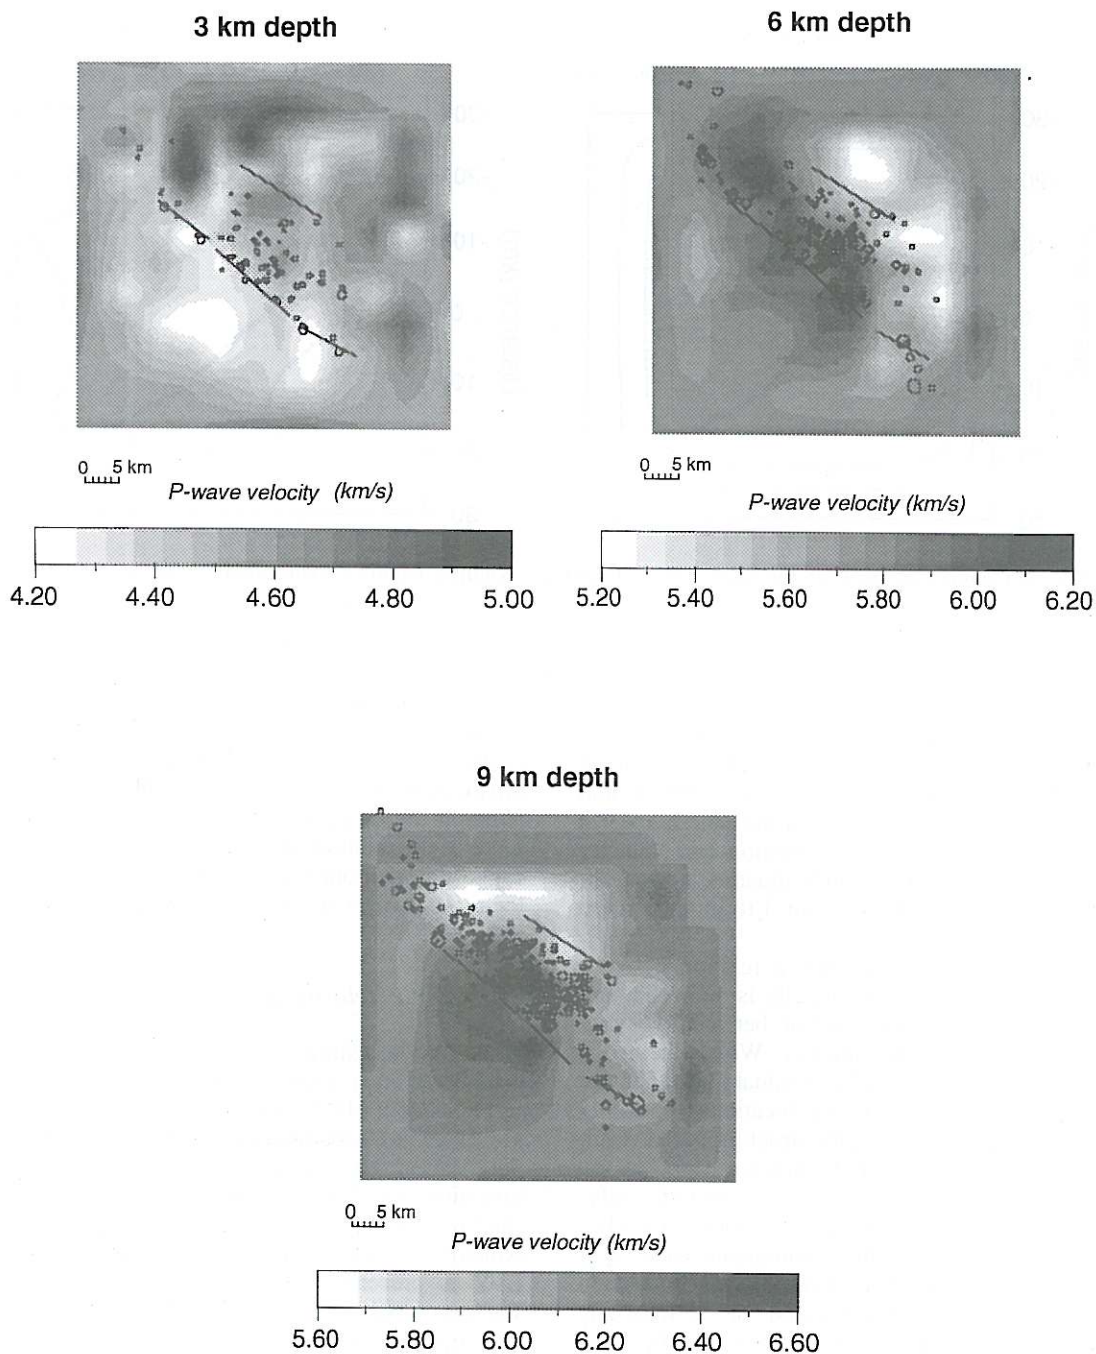 3 km depth
6 km depth
0 5 km
P-wave velocity (km/s)
4.20 4.40 4.60 4.80 5.00
0 5 km
P-wave velocity (km/s)
5.20 5.40 5.60 5.80 6.00 6.20
9 km depth
0 5 km
P-wave velocity (km/s)
5.60 5.80 6.00 6.20 6.40 6.60